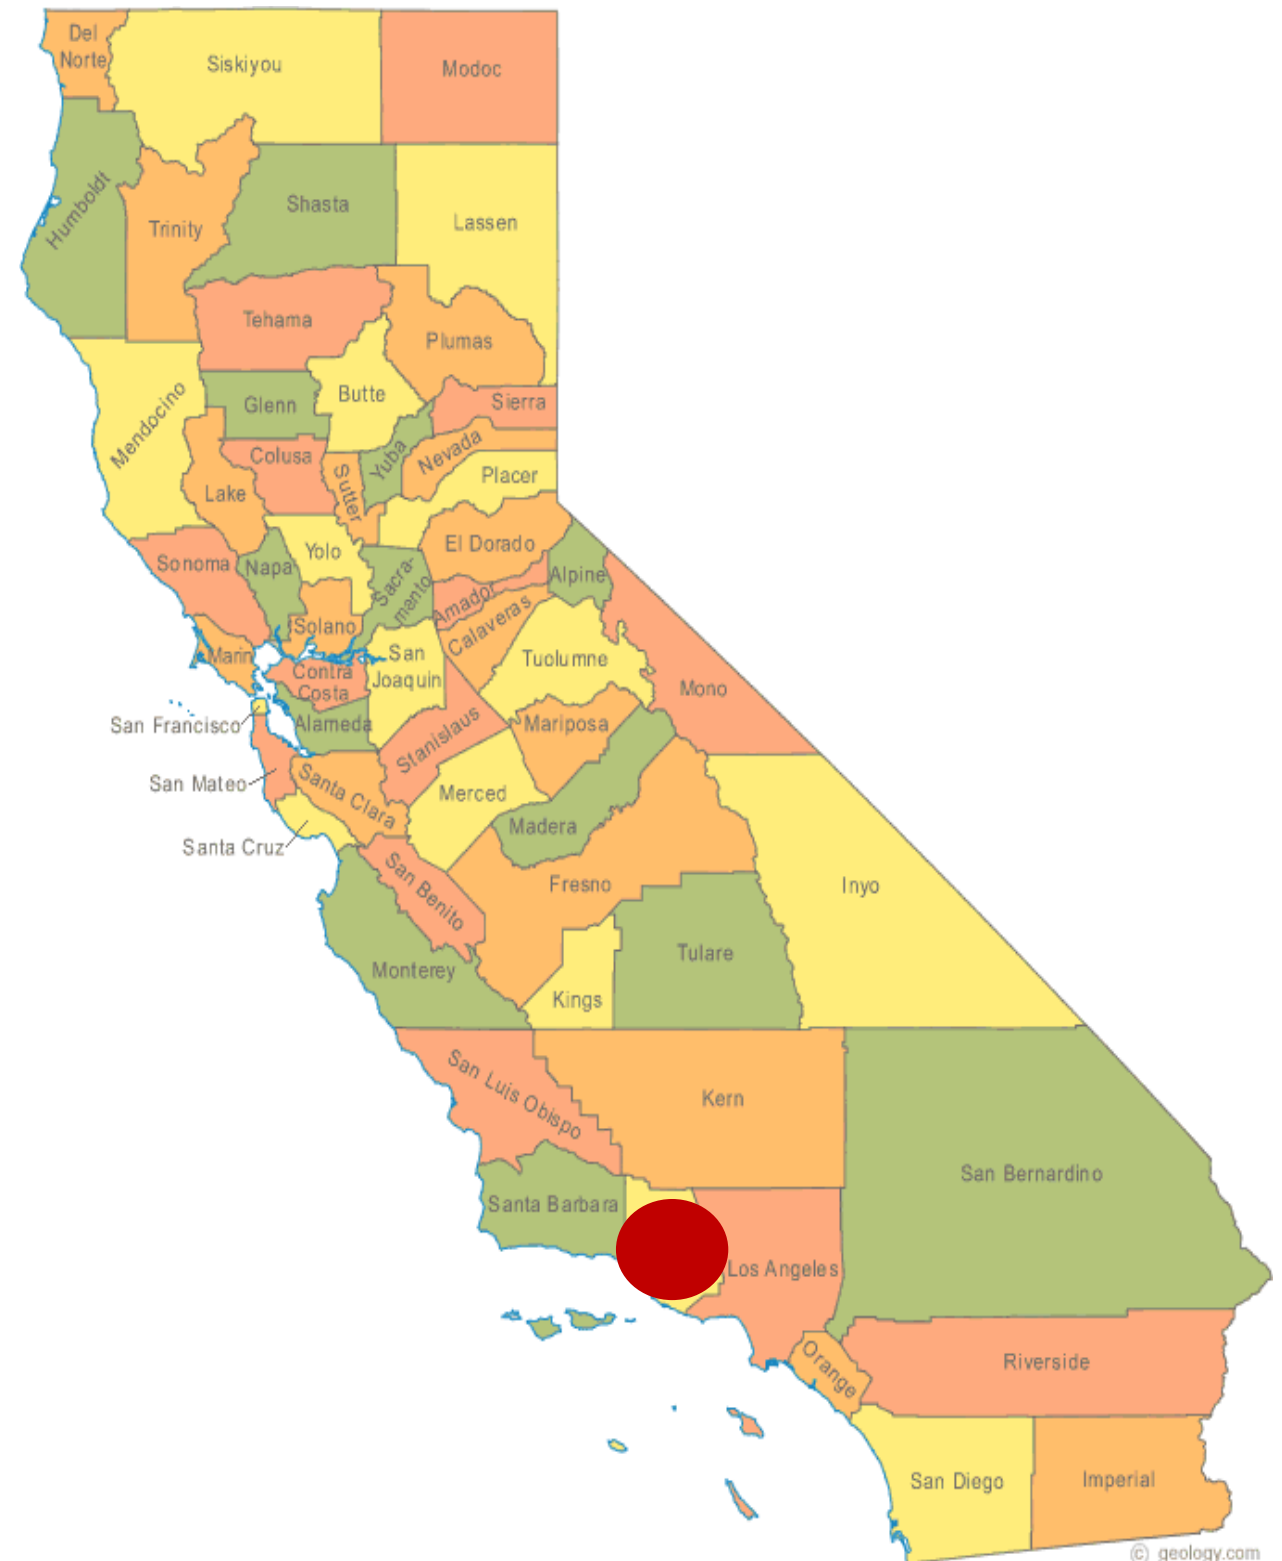 Del
Norte
Siskiyou
Modoc
Humboldt
Trinity
Shasta
Lassen
Tehama
Plumas
Mendocino
Glenn
Butte
Sierra
Colusa
Lake
Sutter
Yuba
Nevada
Placer
Sonoma
Napa
Yolo
El Dorado
Sacra-
mento
Amador
Alpine
Solano
Calaveras
Marin
San
Joaquin
Tuolumne
Contra
Costa
Mono
San Francisco
Alameda
Stanislaus
Mariposa
San Mateo
Santa Clara
Merced
Madera
Santa Cruz
San Benito
Fresno
Inyo
Monterey
Kings
Tulare
San Luis Obispo
Kern
San Bernardino
Santa Barbara
Los Angeles
Orange
Riverside
San Diego
Imperial
(c) geology.com